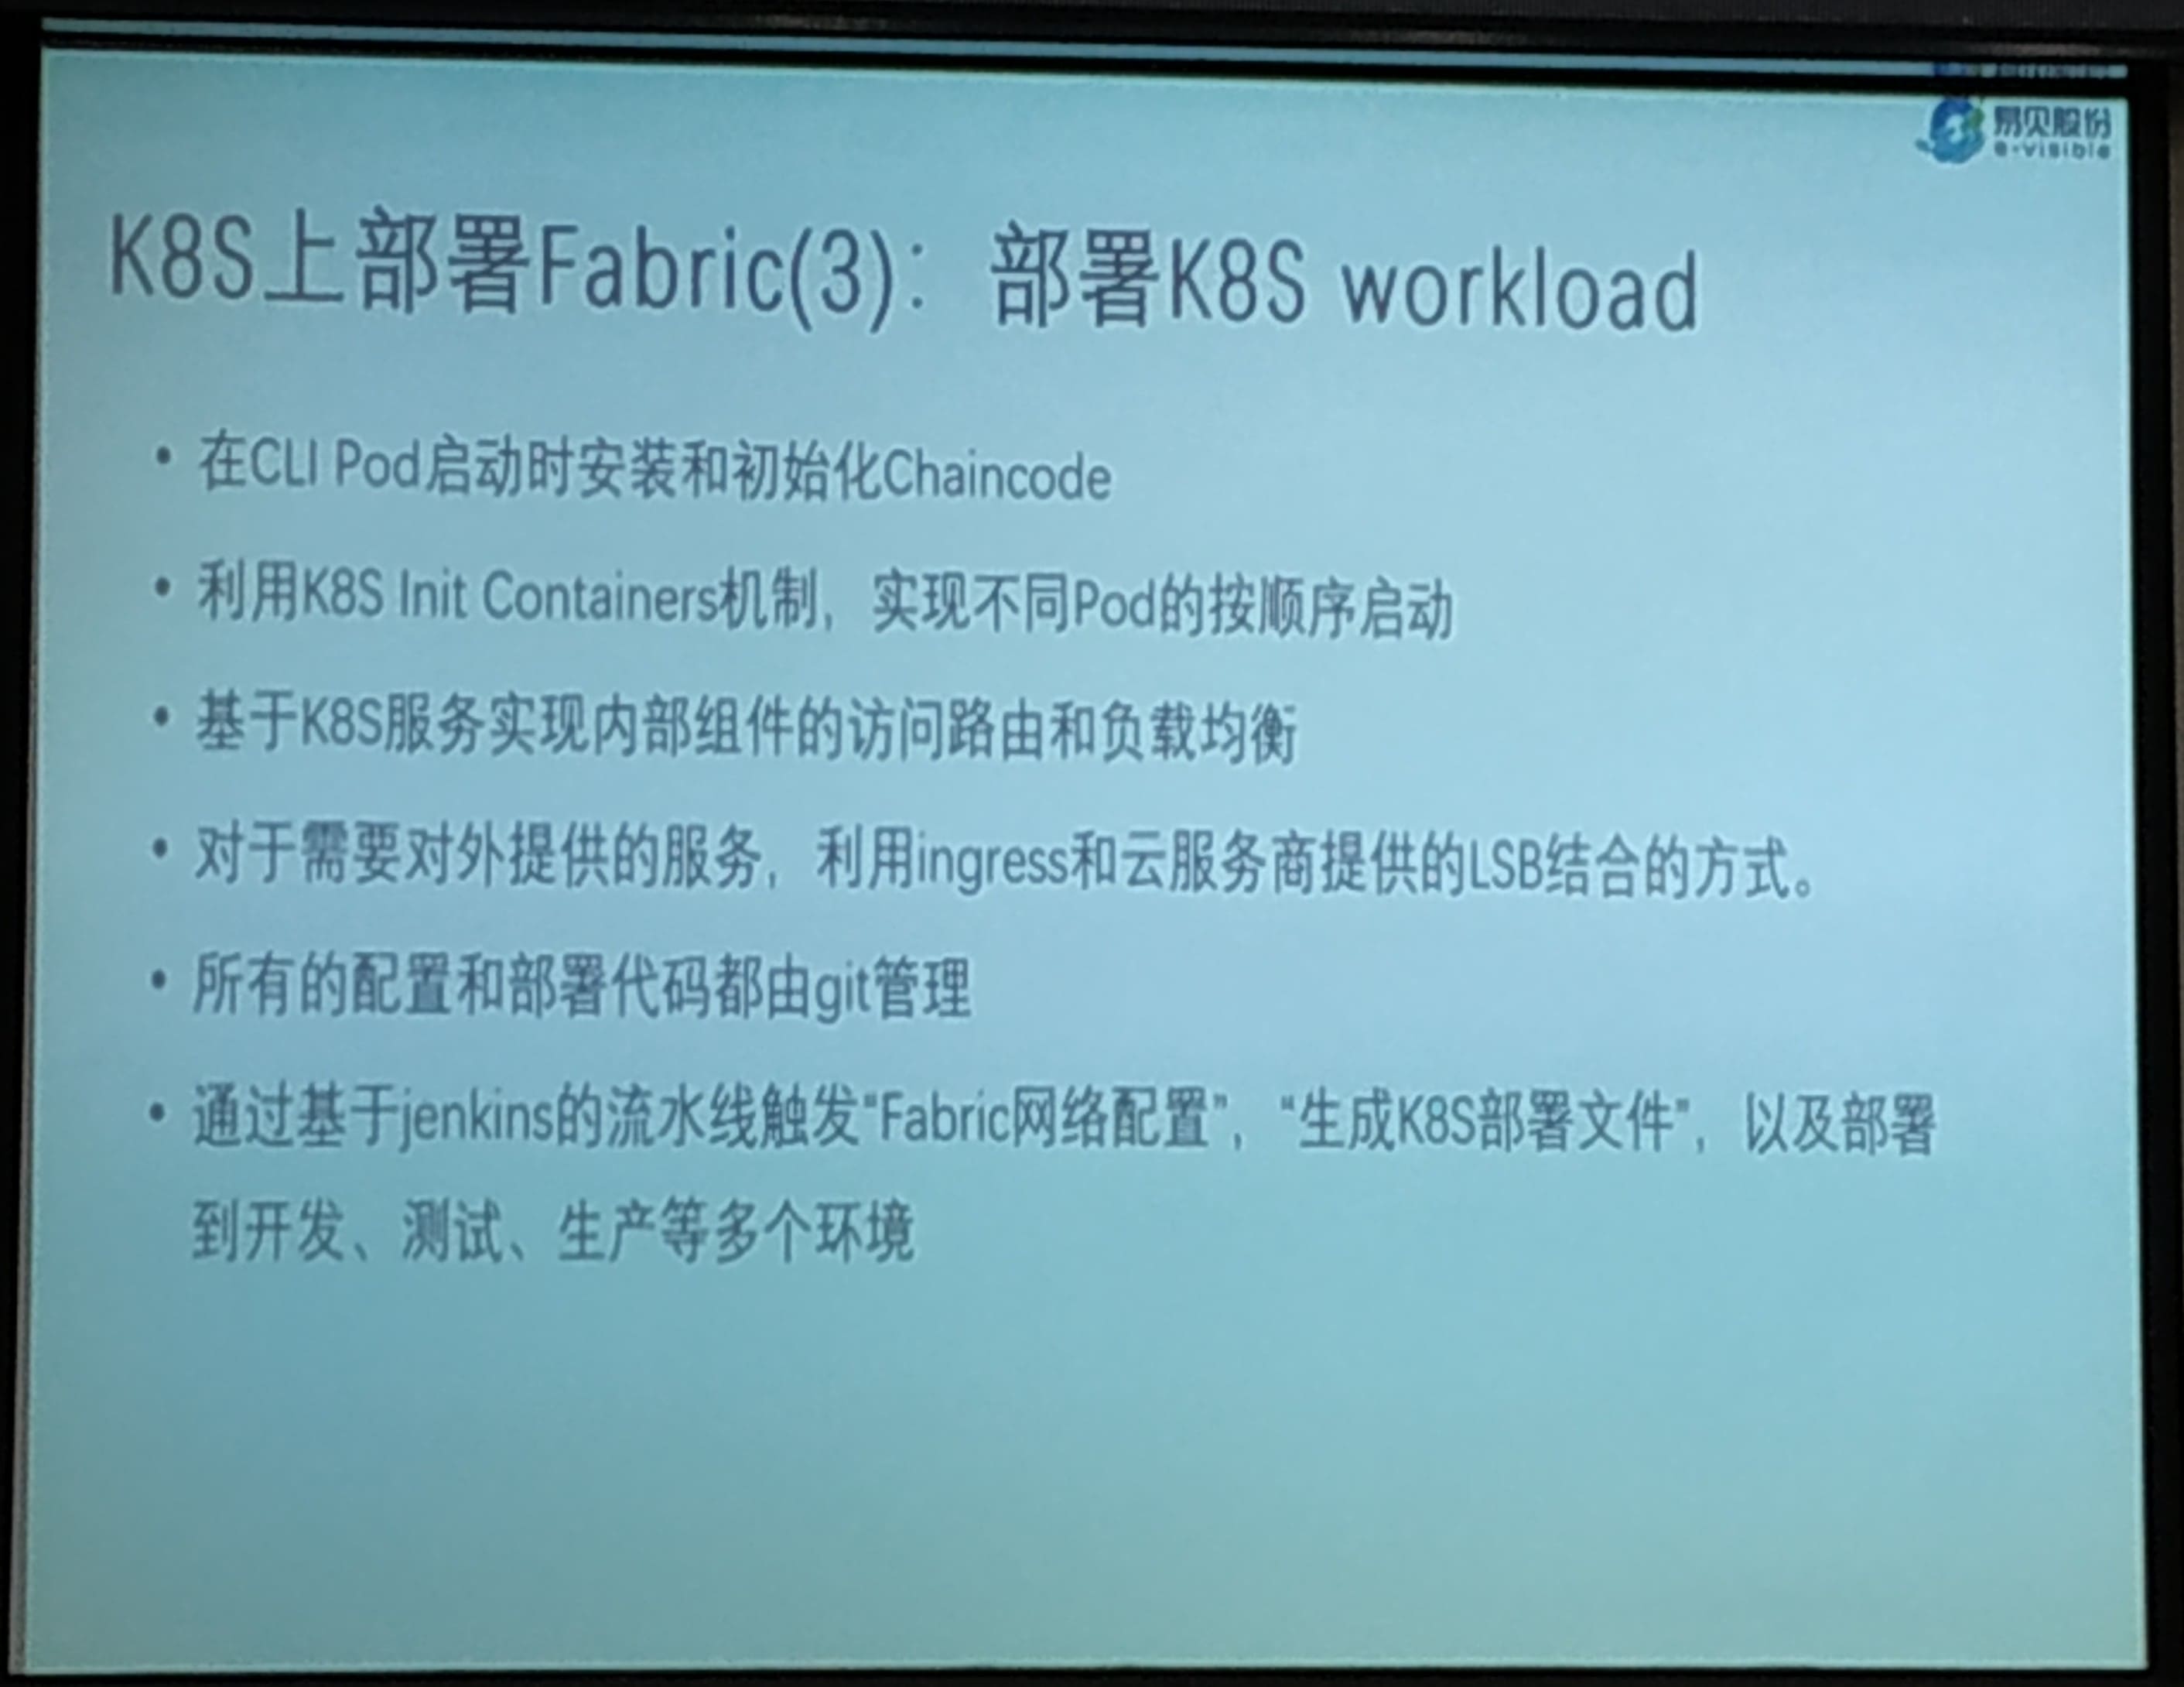 易见股份
e-visible
K8S上部署Fabric(3)：部署K8S workload
• 在CLI Pod启动时安装和初始化Chaincode
• 利用K8S Init Containers机制，实现不同Pod的按顺序启动
• 基于K8S服务实现内部组件的访问路由和负载均衡
• 对于需要对外提供的服务，利用ingress和云服务商提供的LSB结合的方式。
• 所有的配置和部署代码都由git管理
• 通过基于jenkins的流水线触发“Fabric网络配置”，“生成K8S部署文件”，以及部署
到开发、测试、生产等多个环境